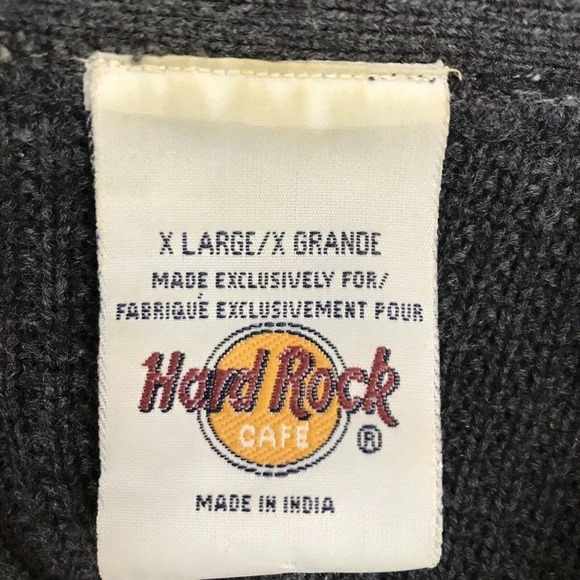 X LARGE/X GRANDE
MADE EXCLUSIVELY FOR/
FABRIQUÉ EXCLUSIVEMENT POUR
Hard Rock
CAFE
®
MADE IN INDIA